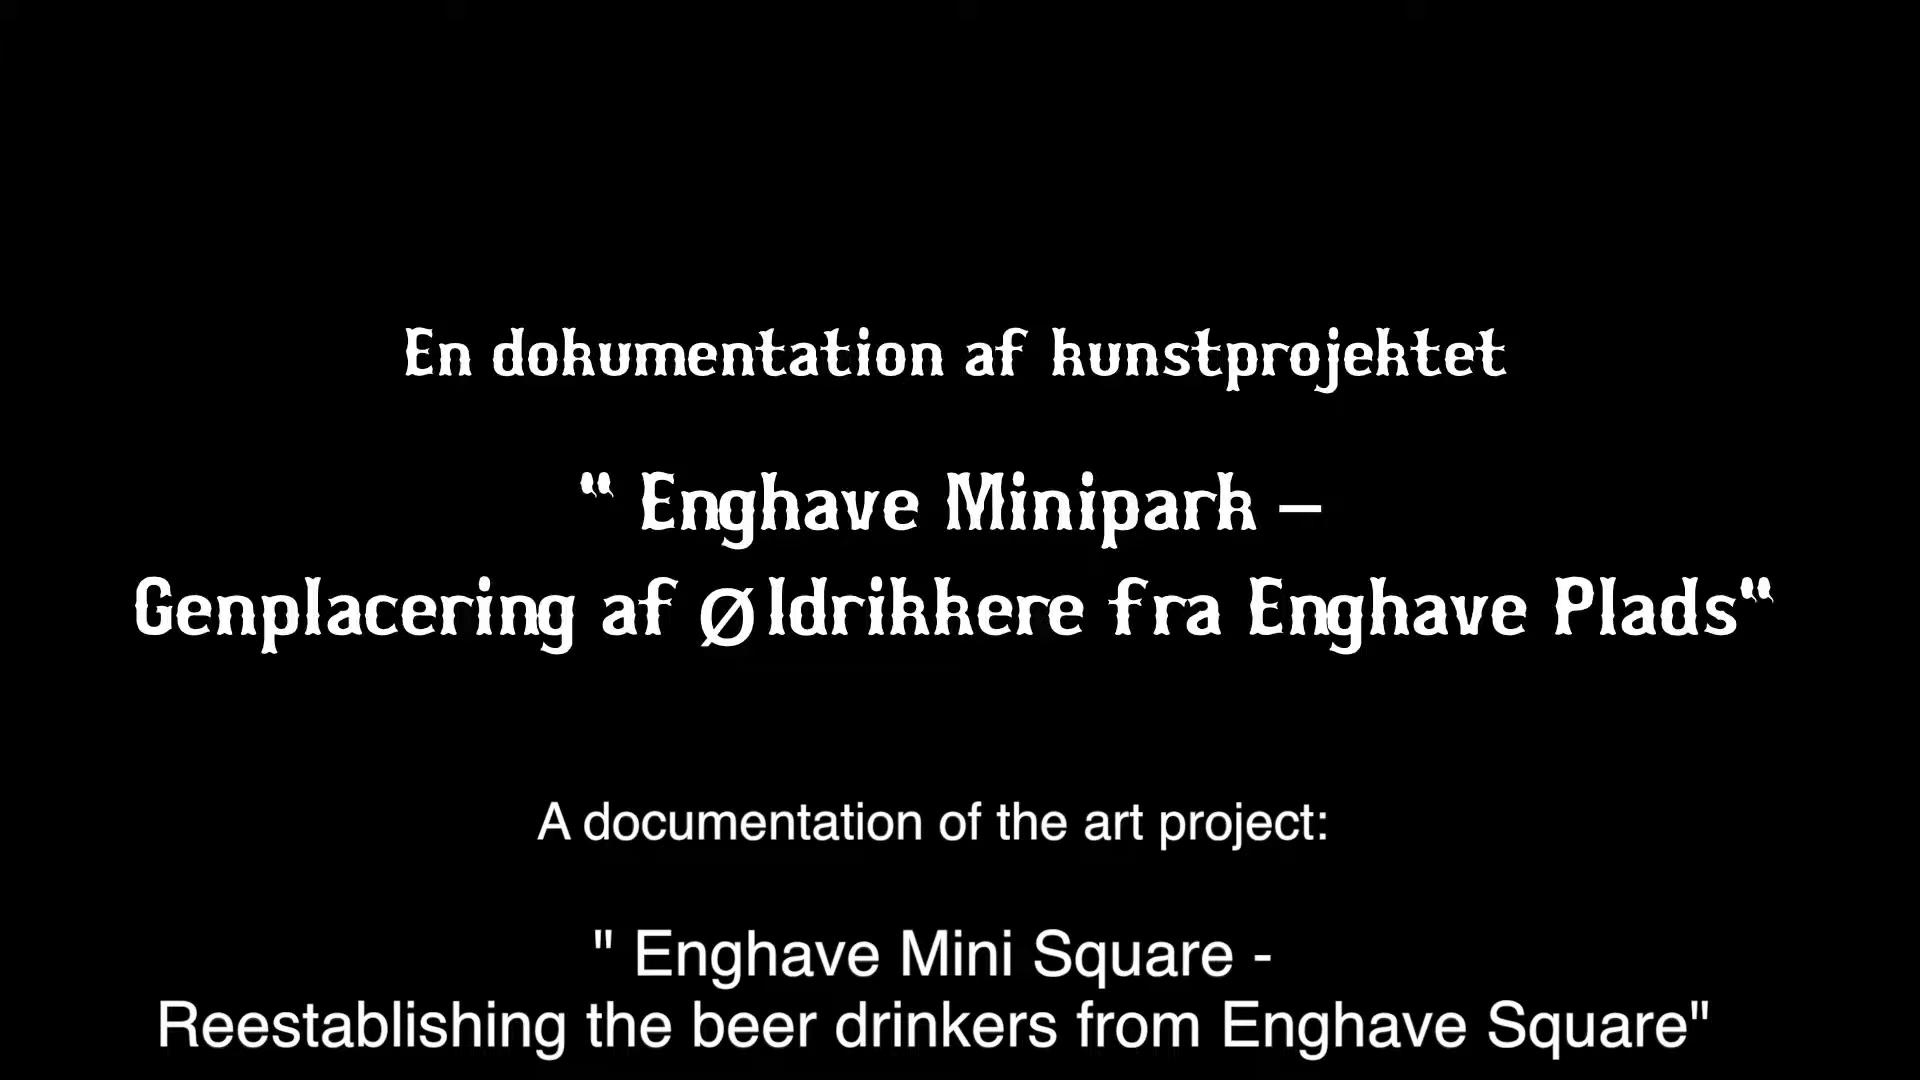 En dokumentation af kunstprojektet
“ Enghave Minipark –
Genplacering af Øldrikkere fra Enghave Plads“
A documentation of the art project:
" Enghave Mini Square -
Reestablishing the beer drinkers from Enghave Square"